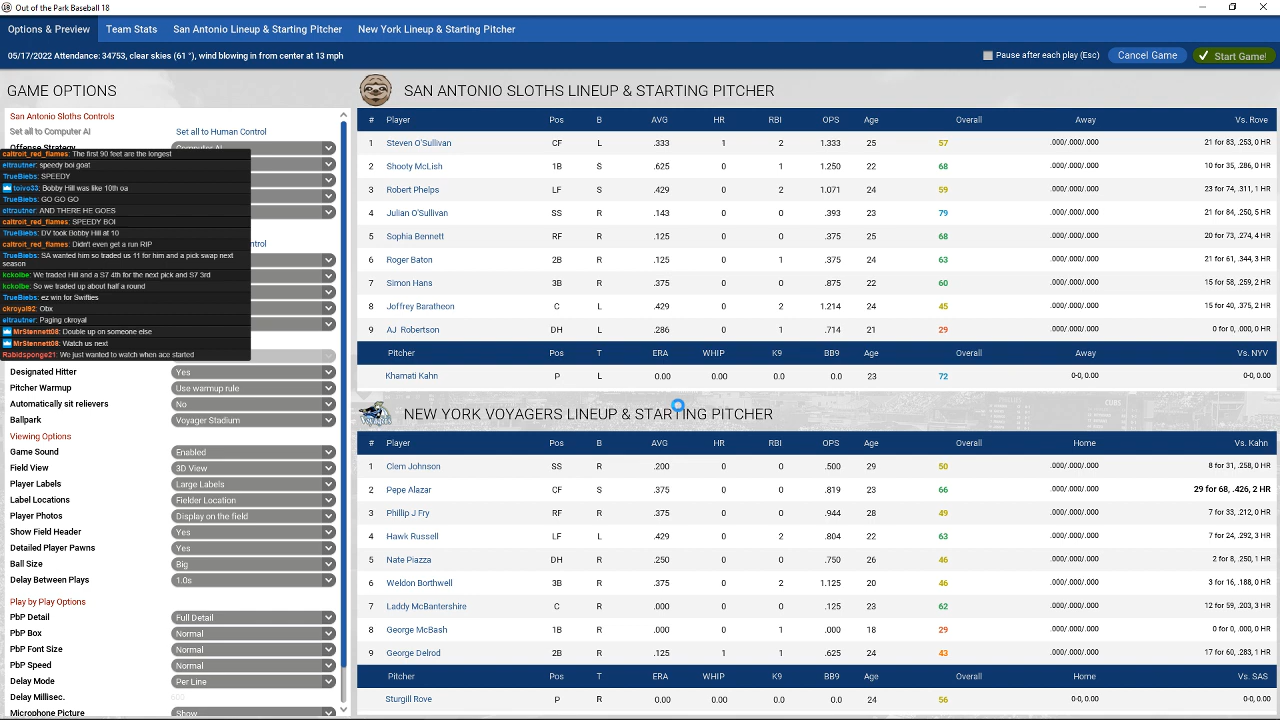 Out of the Park Baseball 18
Options & Preview Team Stats San Antonio Lineup & Starting Pitcher New York Lineup & Starting Pitcher
05/17/2022 Attendance: 34753, clear skies (61 °), wind blowing in from center at 13 mph Pause after each play (Esc) Cancel Game Start Game!
GAME OPTIONS
San Antonio Sloths Controls
Set all to Computer AI Set all to Human Control
Offense Strategy Computer AI
caltroit_red_flames: The first 90 feet are the longest
eltrautner: speedy boi goat
TrueBiebs: SPEEDY
toivo33: Bobby Hill was like 10th oa
TrueBiebs: GO GO GO
eltrautner: AND THERE HE GOES
caltroit_red_flames: SPEEDY BOI
TrueBiebs: DV took Bobby Hill at 10
caltroit_red_flames: Didn't even get a run RIP
TrueBiebs: SA wanted him so traded us 11 for him and a pick swap next
season
kckolbe: We traded Hill and a S7 4th for the next pick and S7 3rd
kckolbe: So we traded up about half a round
TrueBiebs: ez win for Swifties
ckroyal92: Obx
eltrautner: Paging ckroyal
MrStennett08: Double up on someone else
MrStennett08: Watch us next
Rabidsponge21: We just wanted to watch when ace started
Designated Hitter Yes
Pitcher Warmup Use warmup rule
Automatically sit relievers No
Ballpark Voyager Stadium
Viewing Options
Game Sound Enabled
Field View 3D View
Player Labels Large Labels
Label Locations Fielder Location
Player Photos Display on the field
Show Field Header Yes
Detailed Player Pawns Yes
Ball Size Big
Delay Between Plays 1.0s
Play by Play Options
PbP Detail Full Detail
PbP Box Normal
PbP Font Size Normal
PbP Speed Normal
Delay Mode Per Line
Delay Millisec.
Microphone Picture Show
SAN ANTONIO SLOTHS LINEUP & STARTING PITCHER
# Player Pos B AVG HR RBI OPS Age Overall Away Vs. Rove
1 Steven O'Sullivan CF L .333 1 2 1.333 25 57 .000/.000/.000 21 for 83, .253, 0 HR
2 Shooty McLish 1B S .625 0 2 1.250 22 68 .000/.000/.000 10 for 35, .286, 0 HR
3 Robert Phelps LF S .429 0 2 1.071 24 59 .000/.000/.000 23 for 74, .311, 1 HR
4 Julian O'Sullivan SS R .143 0 0 .393 23 79 .000/.000/.000 21 for 64, .328, 5 HR
5 Sophia Bennett RF R .125 0 0 .375 25 68 .000/.000/.000 20 for 73, .274, 4 HR
6 Roger Baton 2B R .125 0 1 .375 24 63 .000/.000/.000 21 for 61, .344, 3 HR
7 Simon Hans 3B R .375 0 0 .875 22 60 .000/.000/.000 15 for 58, .259, 2 HR
8 Joffrey Baratheon C L .429 0 2 1.214 24 45 .000/.000/.000 15 for 40, .375, 2 HR
9 AJ Robertson DH L .286 0 1 .714 21 29 .000/.000/.000 0 for 0, .000, 0 HR
Pitcher T ERA WHIP K9 BB9 Age Overall Away Vs. NYV
Khamati Kahn P L 0.00 0.00 0.0 0.0 23 72 0-0, 0.00 0-0, 0.00
NEW YORK VOYAGERS LINEUP & STARTING PITCHER
# Player Pos B AVG HR RBI OPS Age Overall Home Vs. Kahn
1 Clem Johnson SS R .200 0 0 .500 29 50 .000/.000/.000 8 for 31, .258, 0 HR
2 Pepe Alazar CF S .375 0 0 .819 23 66 .000/.000/.000 29 for 68, .426, 2 HR
3 Phillip J Fry RF R .375 0 0 .944 28 49 .000/.000/.000 7 for 33, .212, 0 HR
4 Hawk Russell LF L .429 0 2 .804 23 63 .000/.000/.000 7 for 24, .292, 3 HR
5 Nate Piazza DH R .250 0 0 .750 26 46 .000/.000/.000 2 for 8, .250, 1 HR
6 Weldon Borthwell 3B R .375 0 2 1.125 20 46 .000/.000/.000 3 for 16, .188, 0 HR
7 Laddy McBantershire C R .000 0 0 .125 23 62 .000/.000/.000 12 for 59, .203, 3 HR
8 George McBash 1B R .000 0 1 .000 18 29 .000/.000/.000 0 for 0, .000, 0 HR
9 George Delrod 2B R .125 1 1 .625 24 43 .000/.000/.000 17 for 60, .283, 1 HR
Pitcher Pos T ERA WHIP K9 BB9 Age Overall Home Vs. SAS
Sturgill Rove P R 0.00 0.00 0.0 0.0 24 56 0-0, 0.00 0-0, 0.00